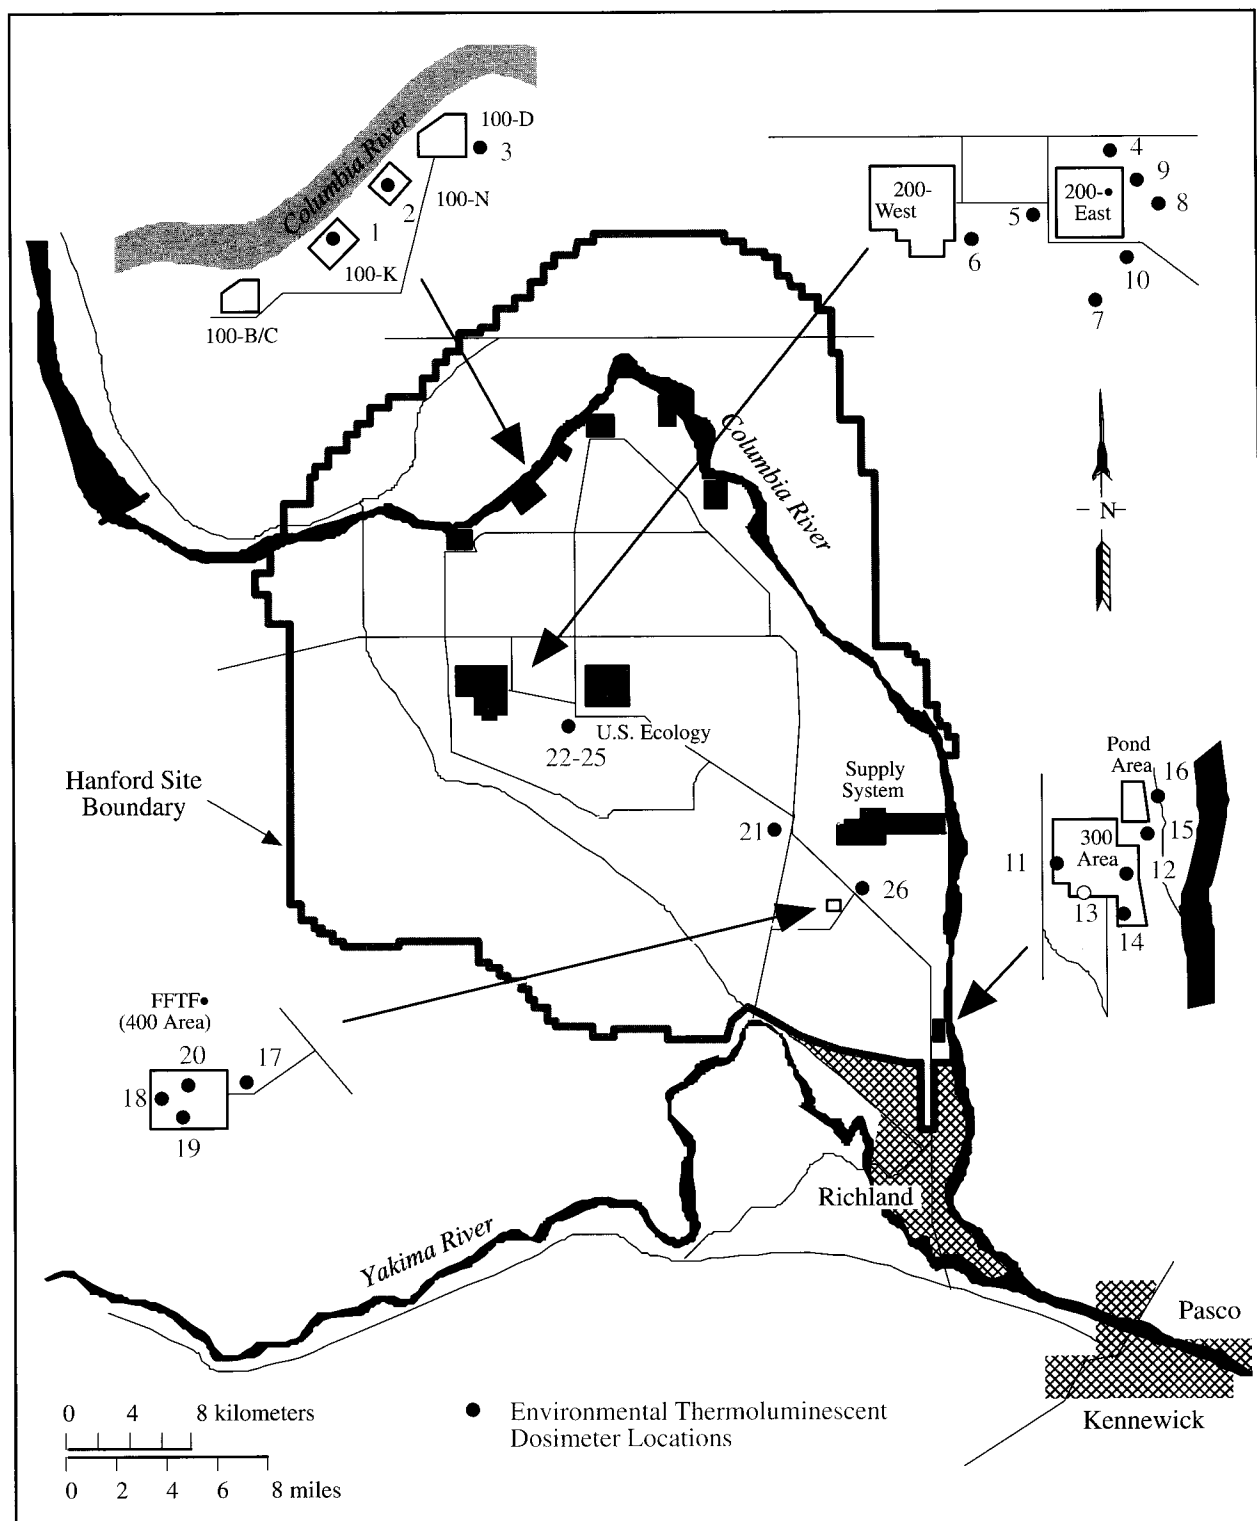 Columbia River
100-D
3
100-N
2
1
100-K
100-B/C
4
9
200-
West
200-
East
8
5
6
10
7
Columbia River
N
U.S. Ecology
22-25
Hanford Site
Boundary
Supply
System
21
26
Pond
Area
16
15
300
Area
11
12
13
14
FFTF
(400 Area)
20
17
18
19
Richland
Yakima River
Pasco
Kennewick
0 4 8 kilometers
0 2 4 6 8 miles
Environmental Thermoluminescent
Dosimeter Locations